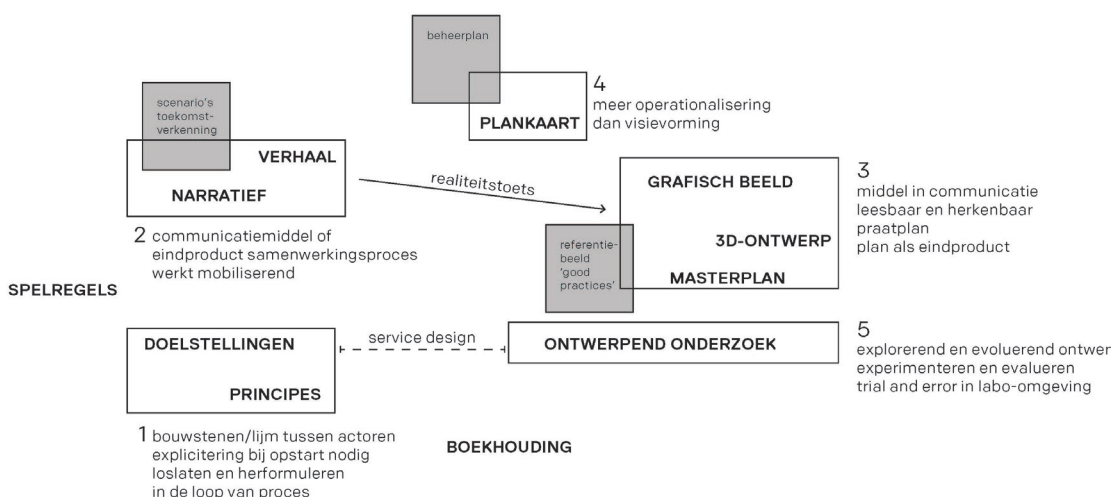 beheerplan
PLANKAART
4
meer operationalisering
dan visievorming
scenario's
toekomst-
verkenning
VERHAAL
NARRATIEF
2 communicatiemiddel of
eindproduct samenwerkingsproces
werkt mobiliserend
realiteitstoets
GRAFISCH BEELD
3D-ONTWERP
MASTERPLAN
referentie-
beeld
'good
practices'
3
middel in communicatie
leesbaar en herkenbaar
praatplan
plan als eindproduct
SPELREGELS
DOELSTELLINGEN
PRINCIPES
service design
ONTWERPEND ONDERZOEK
5
explorerend en evoluerend ontwer
experimenteren en evalueren
trial and error in labo-omgeving
1 bouwstenen/lijm tussen actoren
explicitering bij opstart nodig
loslaten en herformuleren
in de loop van proces
BOEKHOUDING